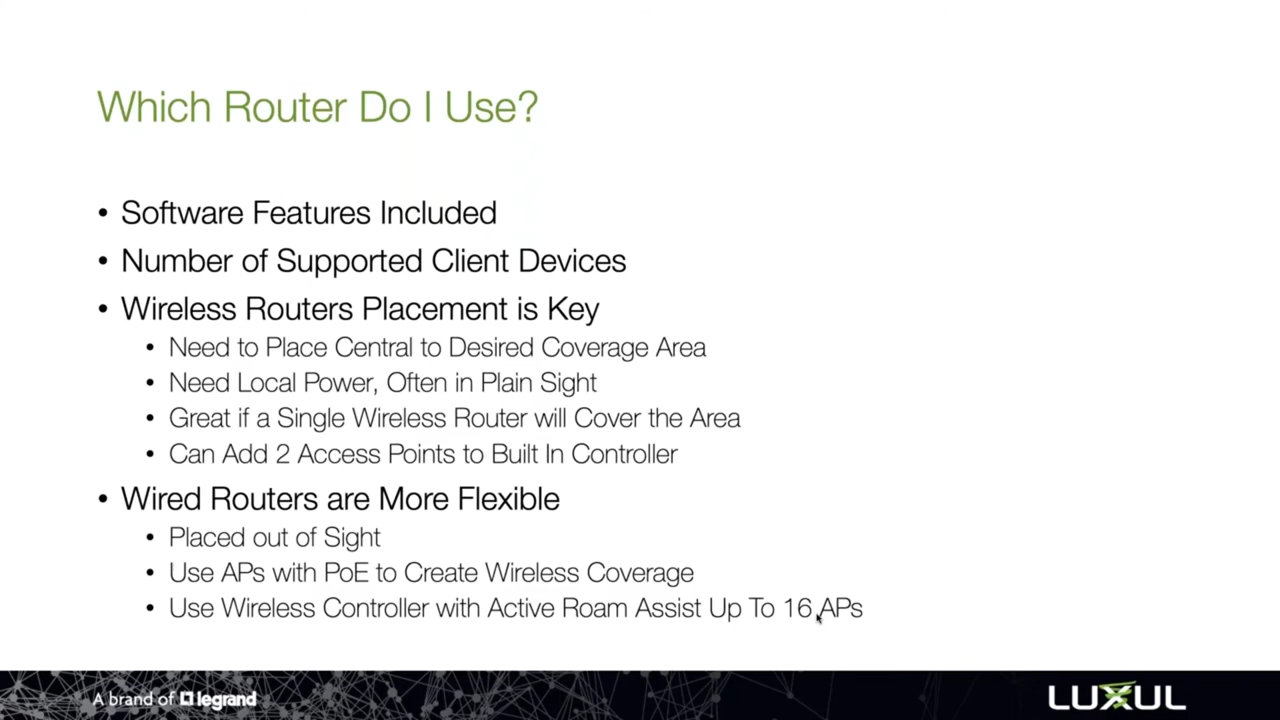 Which Router Do I Use?
• Software Features Included
• Number of Supported Client Devices
• Wireless Routers Placement is Key
• Need to Place Central to Desired Coverage Area
• Need Local Power, Often in Plain Sight
• Great if a Single Wireless Router will Cover the Area
• Can Add 2 Access Points to Built In Controller
• Wired Routers are More Flexible
• Placed out of Sight
• Use APs with PoE to Create Wireless Coverage
• Use Wireless Controller with Active Roam Assist Up To 16 APs
A brand of legrand
LUXUL